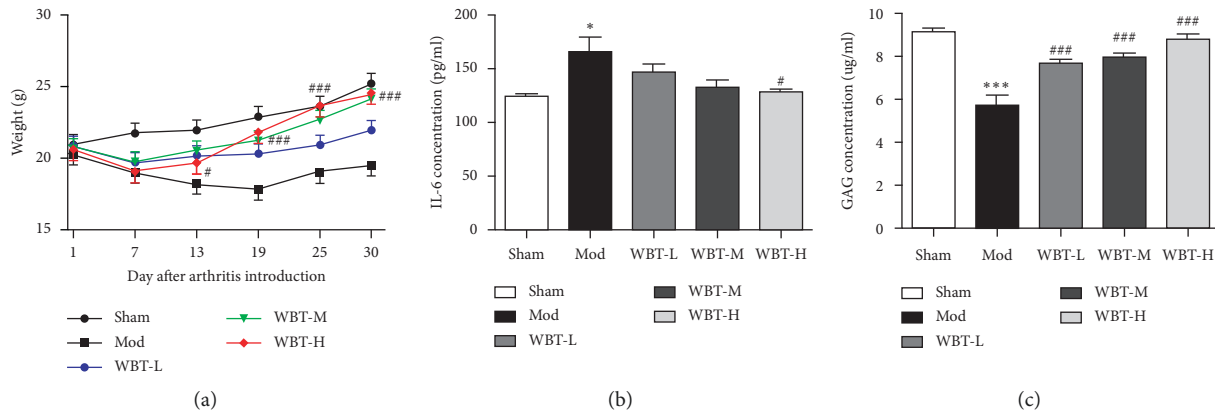 30
25
20
15
Weight (g)
###
###
###
#
1 7 13 19 25 30
Day after arthritis introduction
Sham
Mod
WBT-L
WBT-M
WBT-H
(a)
200
150
100
50
0
IL-6 concentration (pg/ml)
*
#
Sham Mod WBT-L WBT-M WBT-H
Sham
Mod
WBT-L
WBT-M
WBT-H
(b)
10
8
6
4
2
0
GAG concentration (ug/ml)
***
###
###
###
Sham Mod WBT-L WBT-M WBT-H
Sham
Mod
WBT-L
WBT-M
WBT-H
(c)